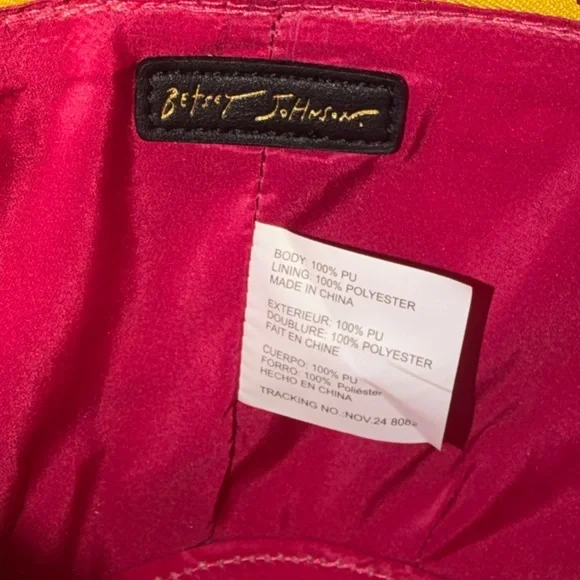 BETSEY JOHNSON.
BODY: 100% PU
LINING: 100% POLYESTER
MADE IN CHINA
EXTERIEUR: 100% PU
DOUBLURE: 100% POLYESTER
FAIT EN CHINE
CUERPO: 100% PU
FORRO: 100% Poliéster
HECHO EN CHINA
TRACKING NO.:NOV.24 8082